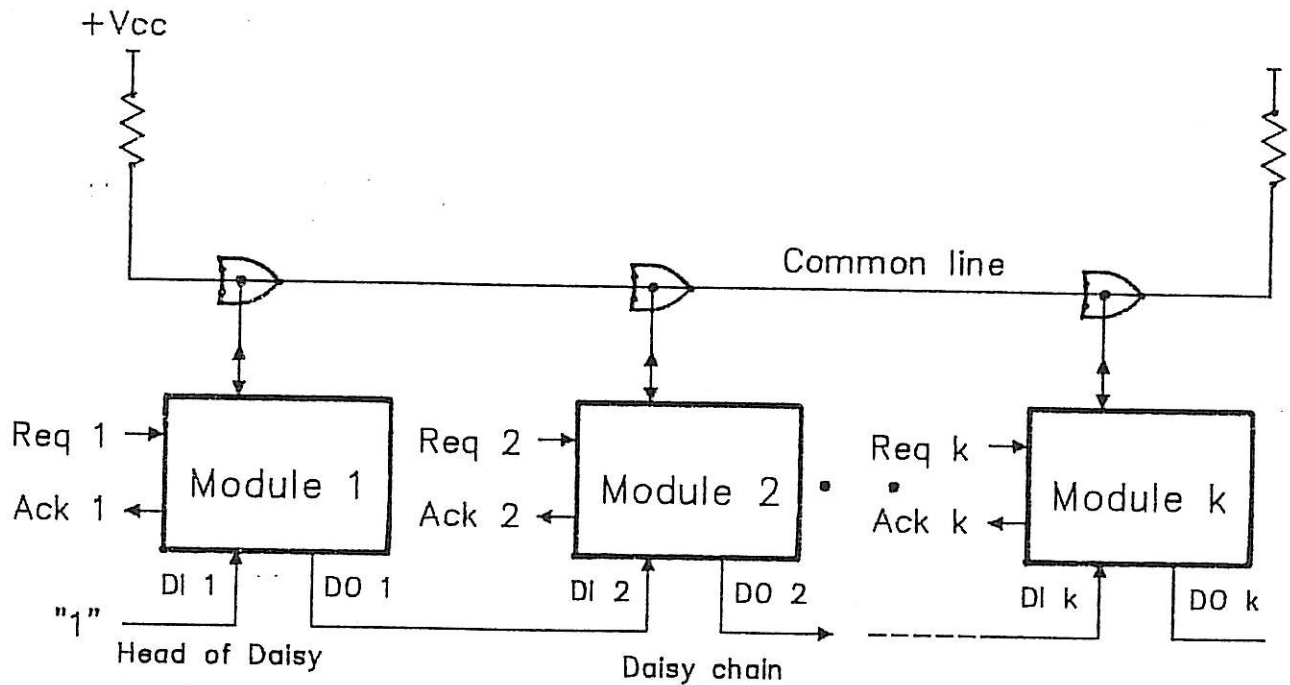 +Vcc
Common line
Req 1
Ack 1
Module 1
Req 2
Ack 2
Module 2
Req k
Ack k
Module k
DI 1
DO 1
DI 2
DO 2
DI k
DO k
"1"
Head of Daisy
Daisy chain